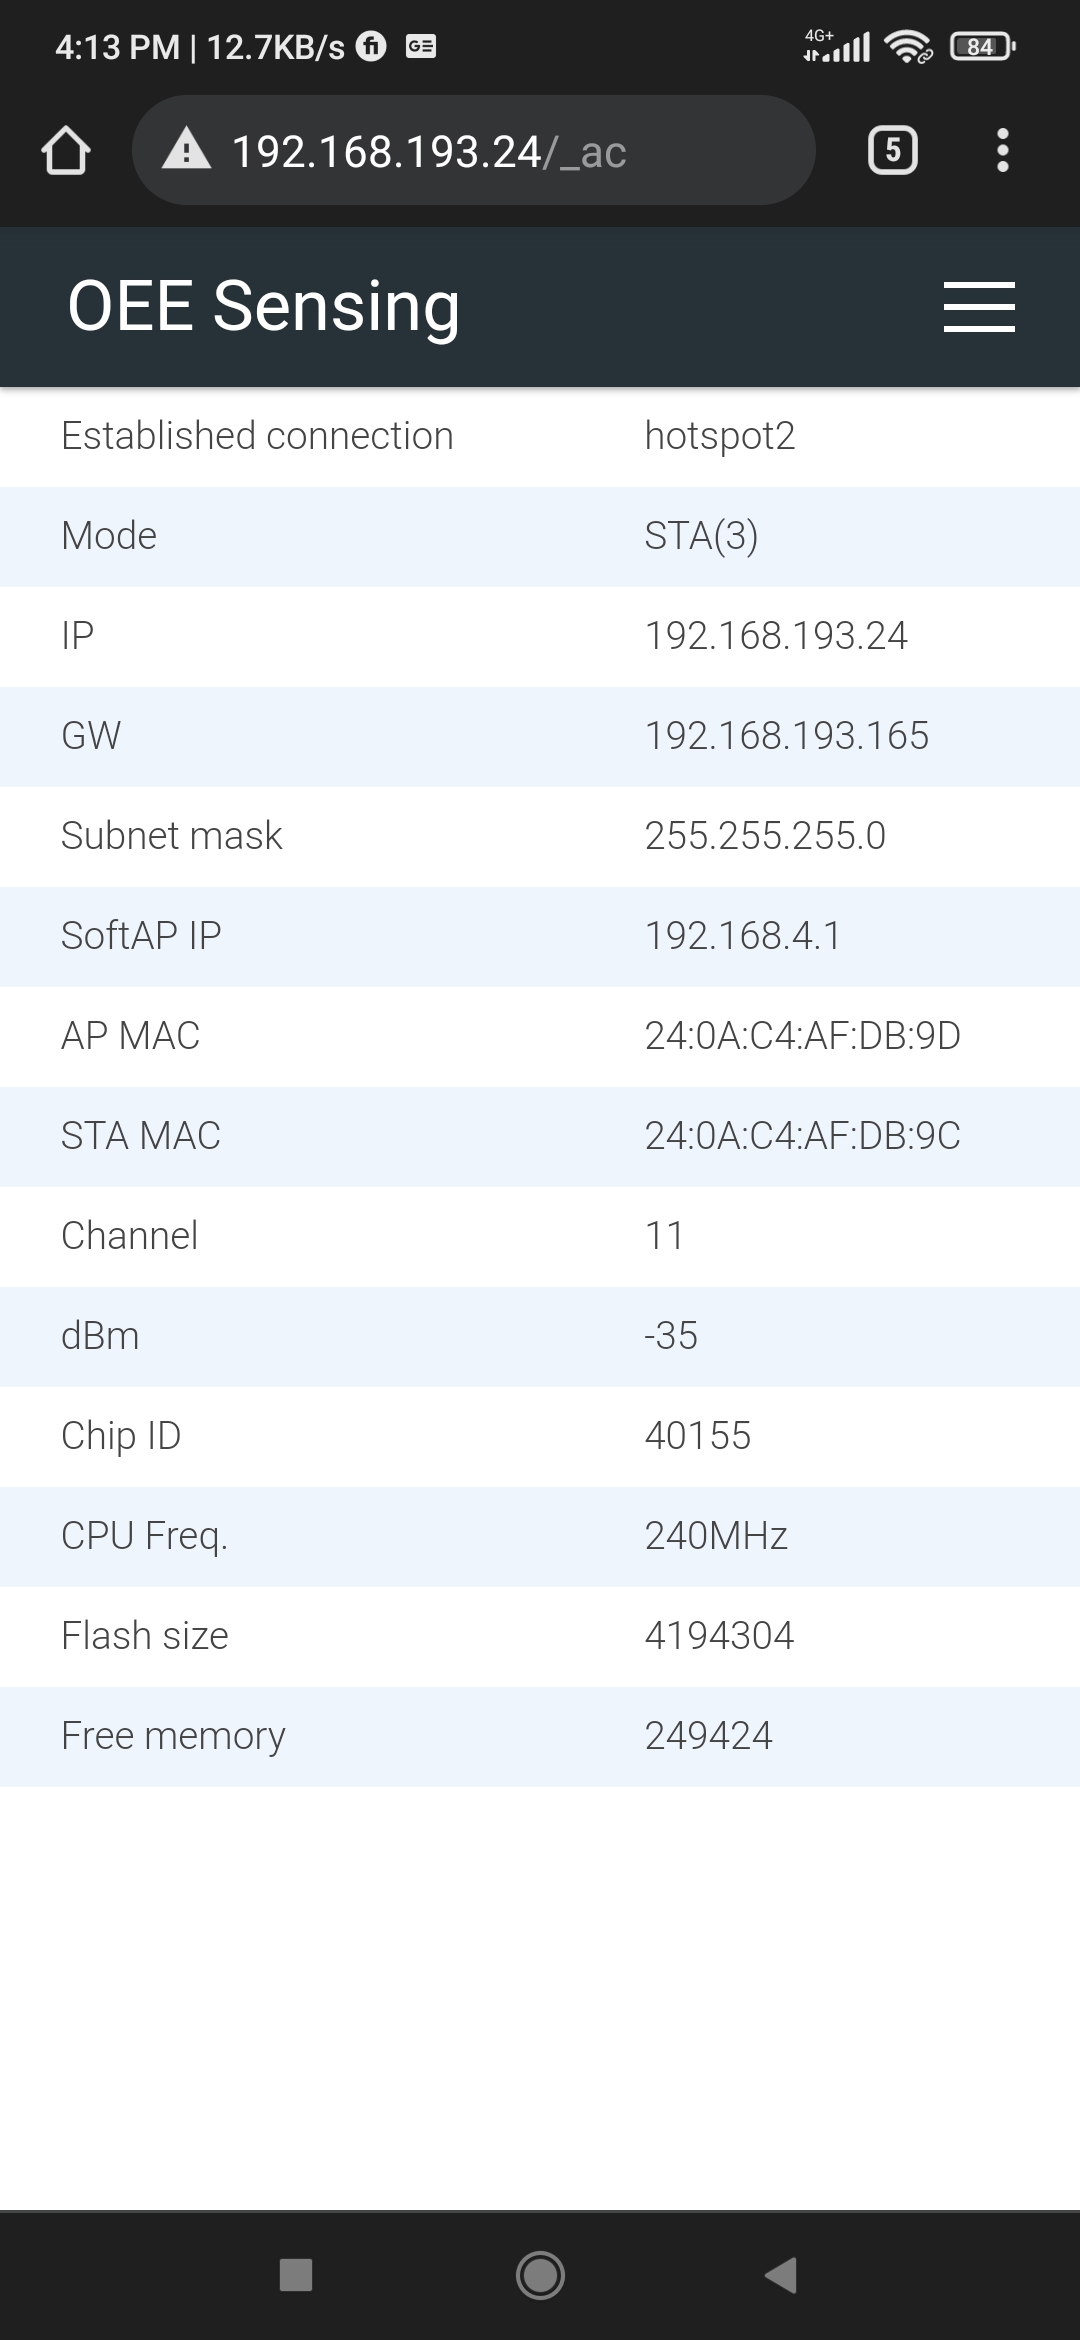 4:13 PM | 12.7KB/s fi GE 4G+ 84
192.168.193.24/_ac 5
OEE Sensing
Established connection hotspot2
Mode STA(3)
IP 192.168.193.24
GW 192.168.193.165
Subnet mask 255.255.255.0
SoftAP IP 192.168.4.1
AP MAC 24:0A:C4:AF:DB:9D
STA MAC 24:0A:C4:AF:DB:9C
Channel 11
dBm -35
Chip ID 40155
CPU Freq. 240MHz
Flash size 4194304
Free memory 249424